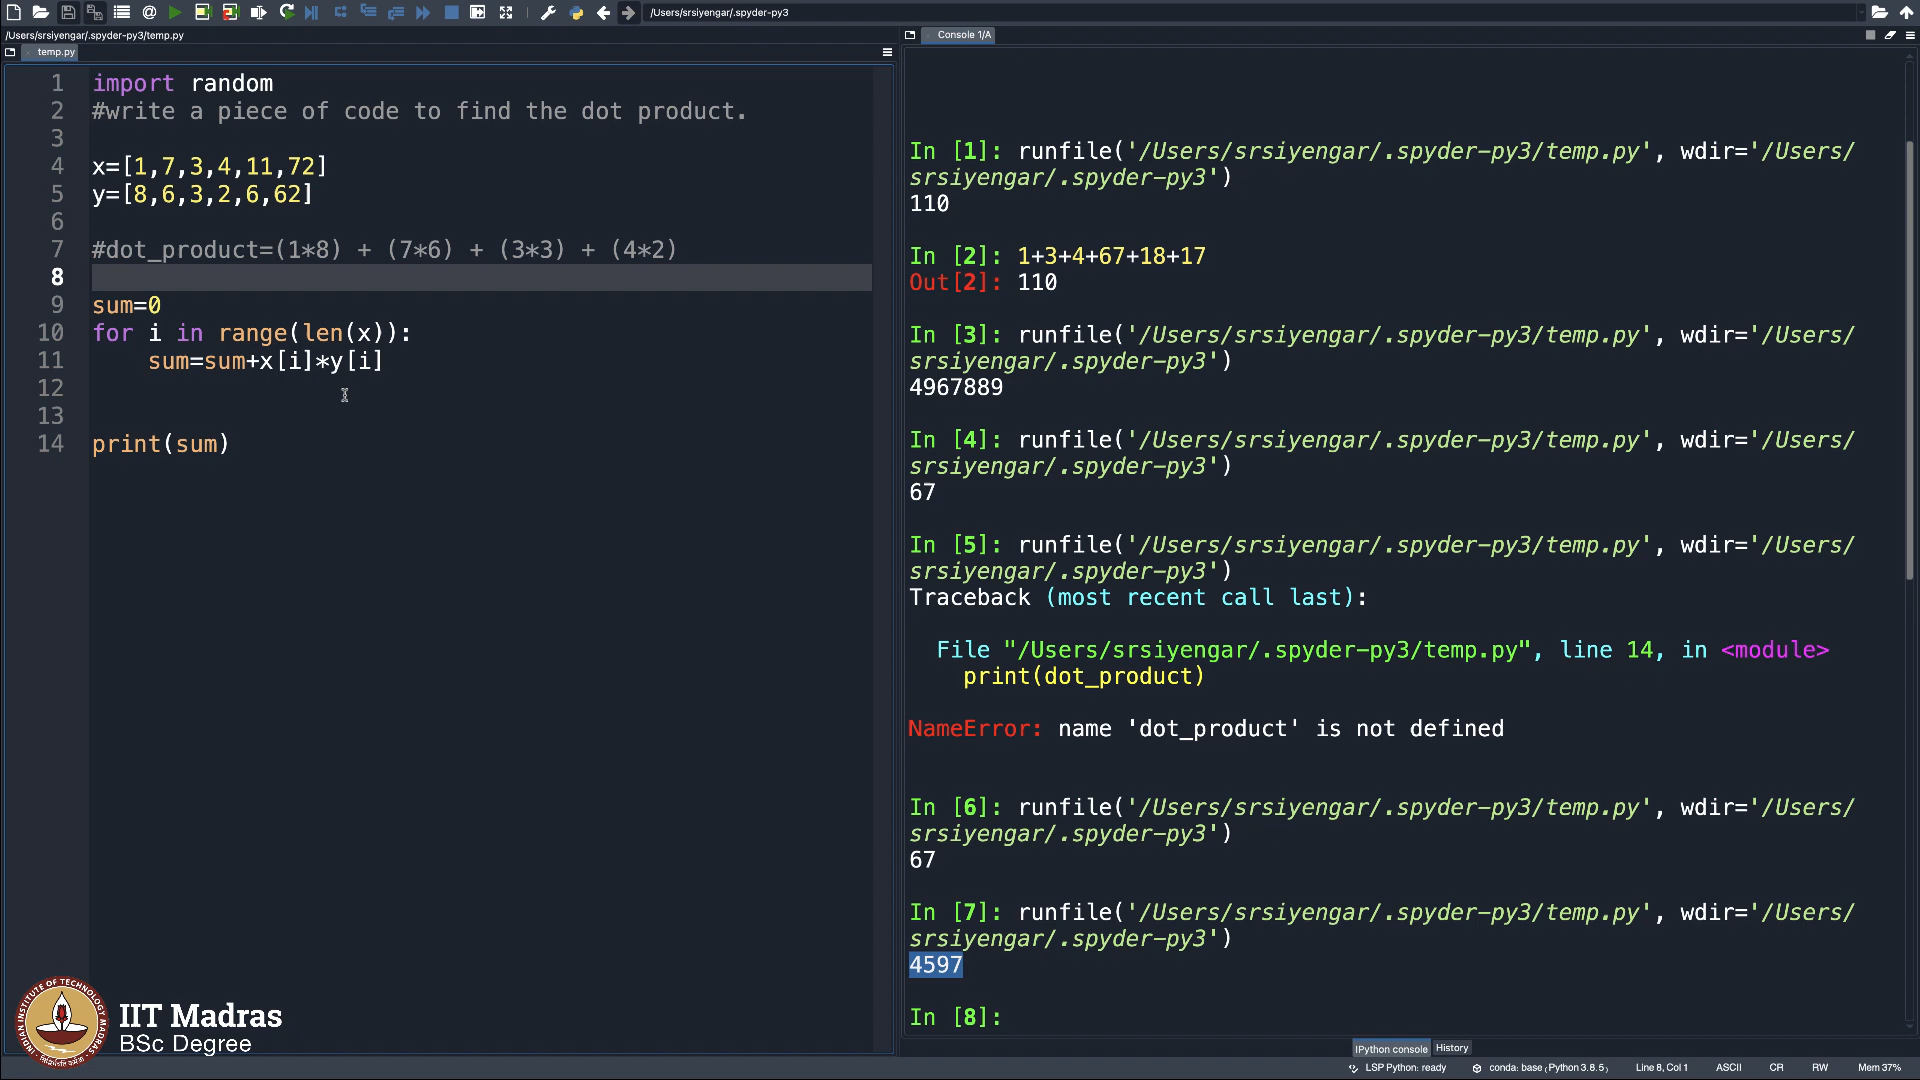 /Users/srsiyengar/.spyder-py3
/Users/srsiyengar/.spyder-py3/temp.py
temp.py
1 import random
2 #write a piece of code to find the dot product.
3
4 x=[1,7,3,4,11,72]
5 y=[8,6,3,2,6,62]
6
7 #dot_product=(1*8) + (7*6) + (3*3) + (4*2)
8
9 sum=0
10 for i in range(len(x)):
11     sum=sum+x[i]*y[i]
12
13
14 print(sum)
IIT Madras
BSc Degree
Console 1/A
In [1]: runfile('/Users/srsiyengar/.spyder-py3/temp.py', wdir='/Users/
srsiyengar/.spyder-py3')
110
In [2]: 1+3+4+67+18+17
Out[2]: 110
In [3]: runfile('/Users/srsiyengar/.spyder-py3/temp.py', wdir='/Users/
srsiyengar/.spyder-py3')
4967889
In [4]: runfile('/Users/srsiyengar/.spyder-py3/temp.py', wdir='/Users/
srsiyengar/.spyder-py3')
67
In [5]: runfile('/Users/srsiyengar/.spyder-py3/temp.py', wdir='/Users/
srsiyengar/.spyder-py3')
Traceback (most recent call last):
File "/Users/srsiyengar/.spyder-py3/temp.py", line 14, in <module>
print(dot_product)
NameError: name 'dot_product' is not defined
In [6]: runfile('/Users/srsiyengar/.spyder-py3/temp.py', wdir='/Users/
srsiyengar/.spyder-py3')
67
In [7]: runfile('/Users/srsiyengar/.spyder-py3/temp.py', wdir='/Users/
srsiyengar/.spyder-py3')
4597
In [8]:
IPython console History
LSP Python: ready conda: base (Python 3.8.5) Line 8, Col 1 ASCII CR RW Mem 37%